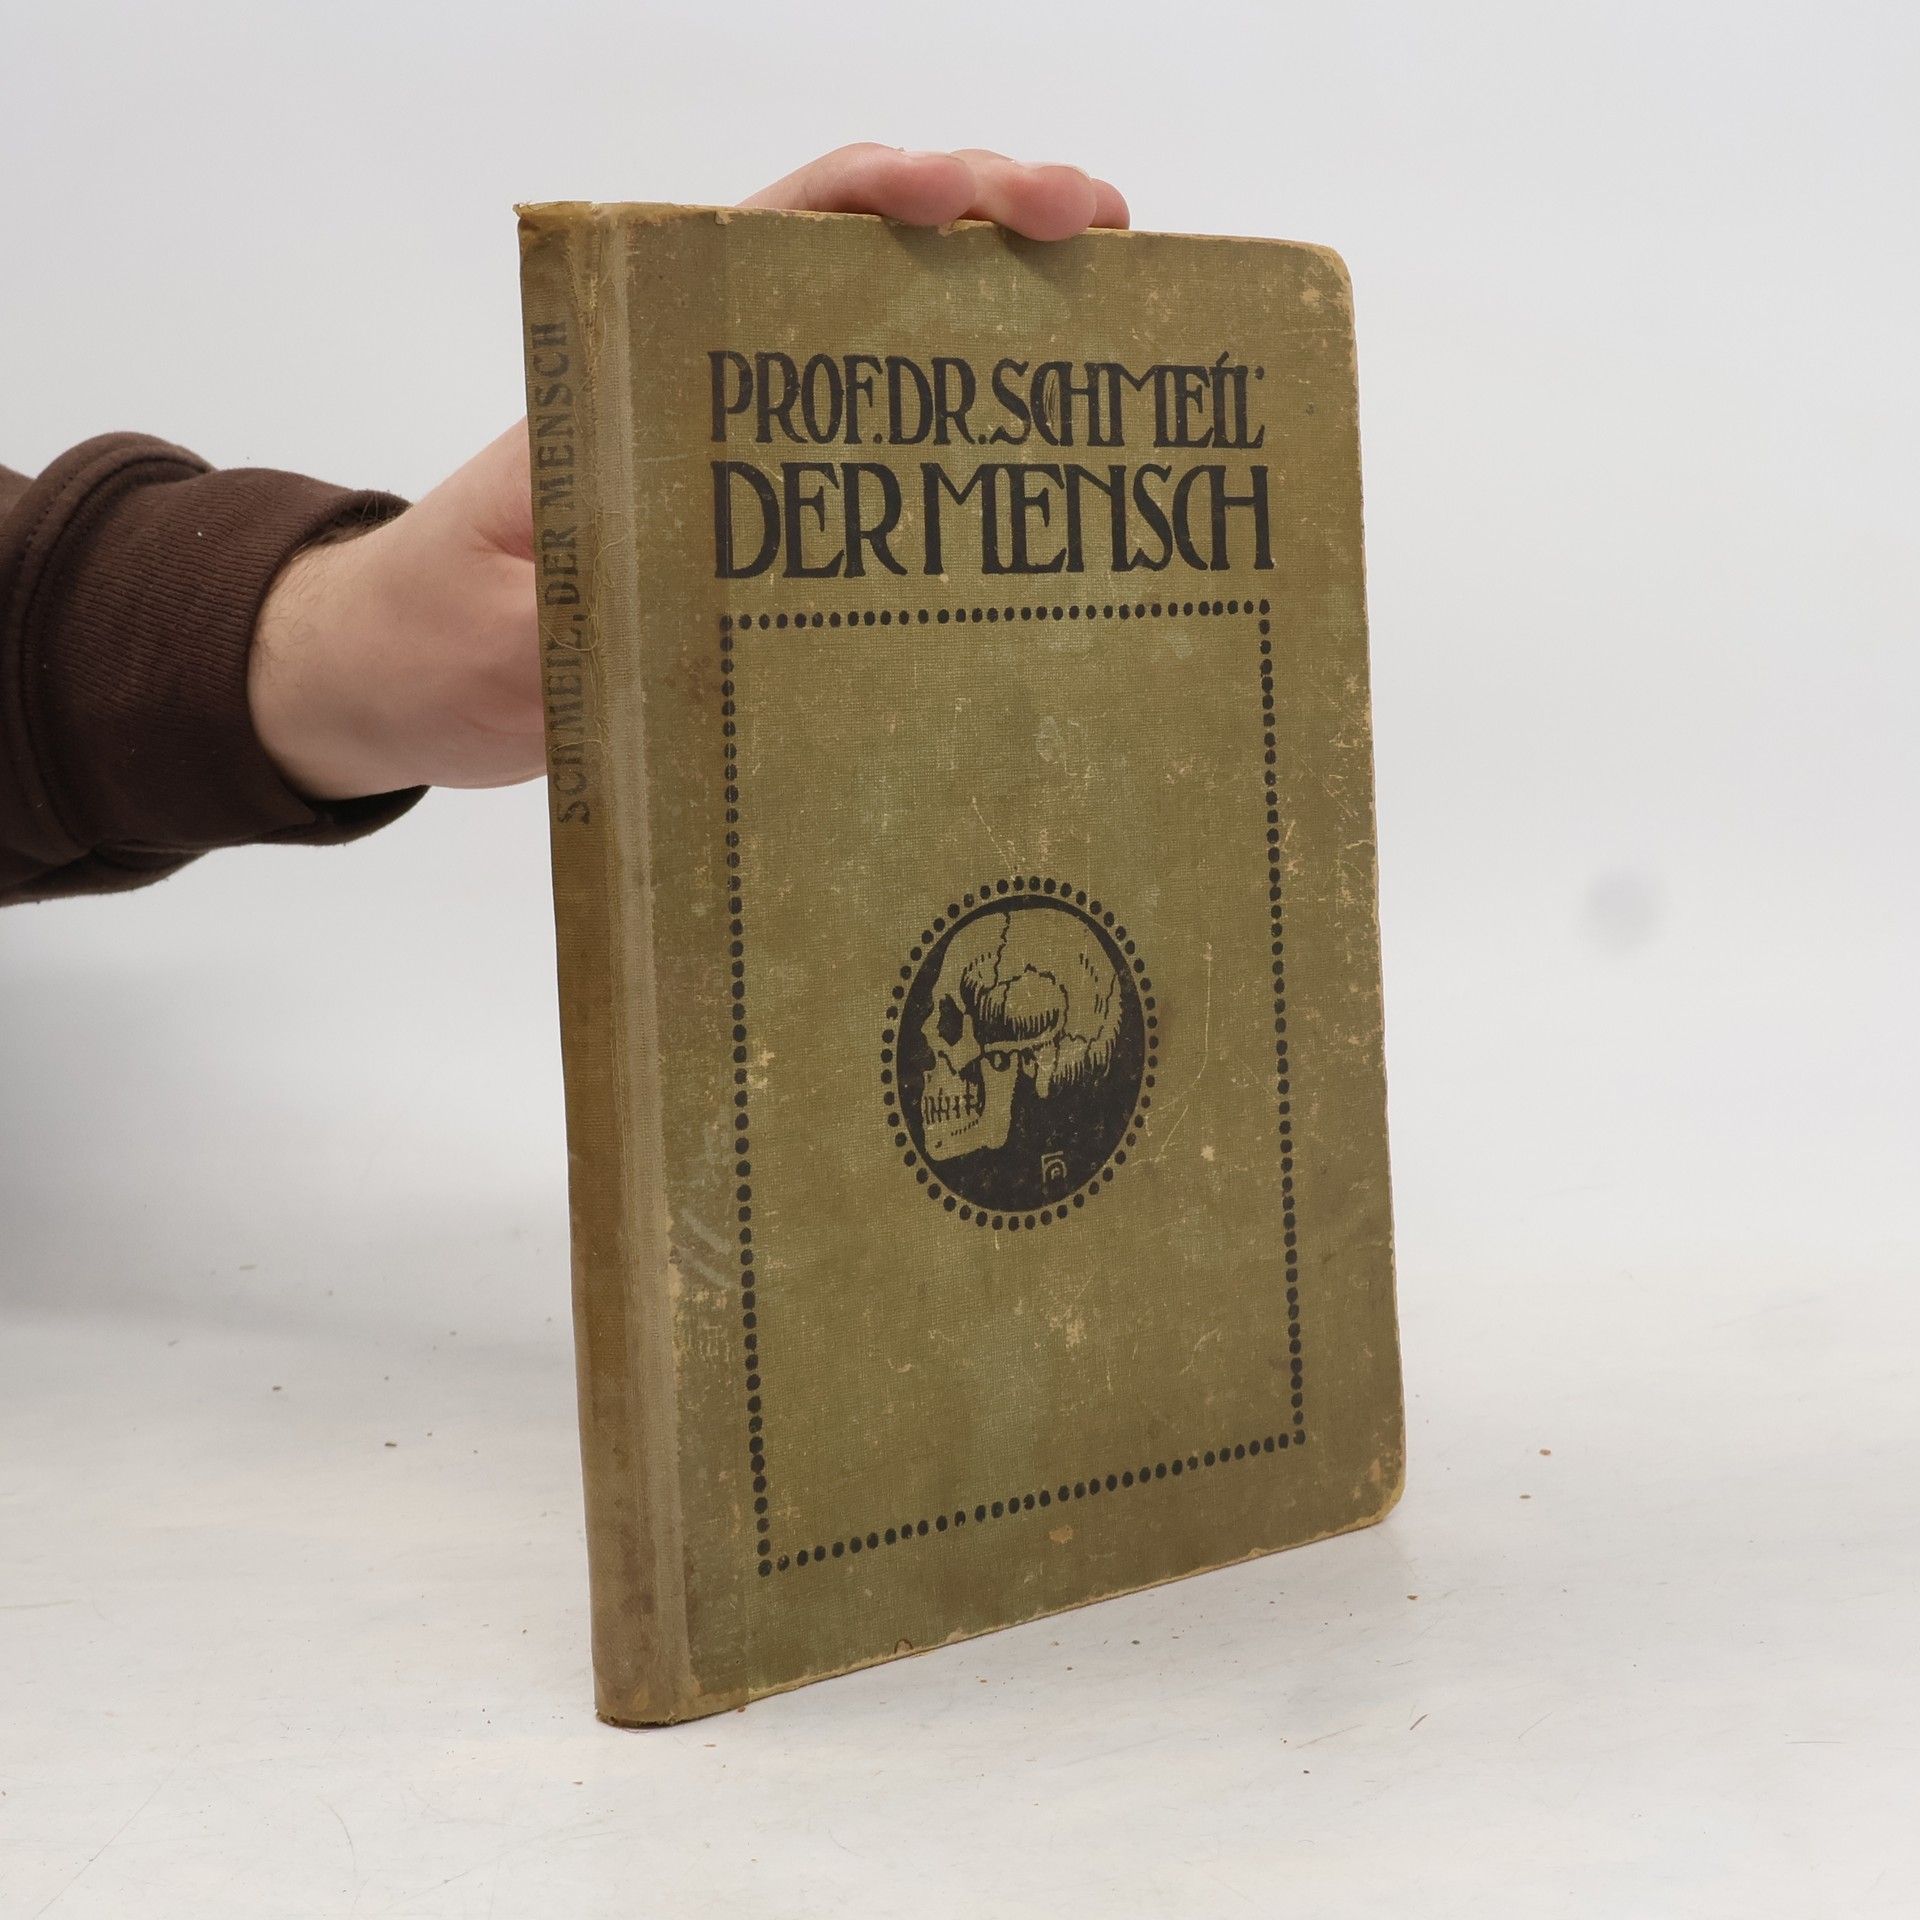 PROF. DR. SCHMEIL
DER MENSCH
SCHMEIL, DER MENSCH